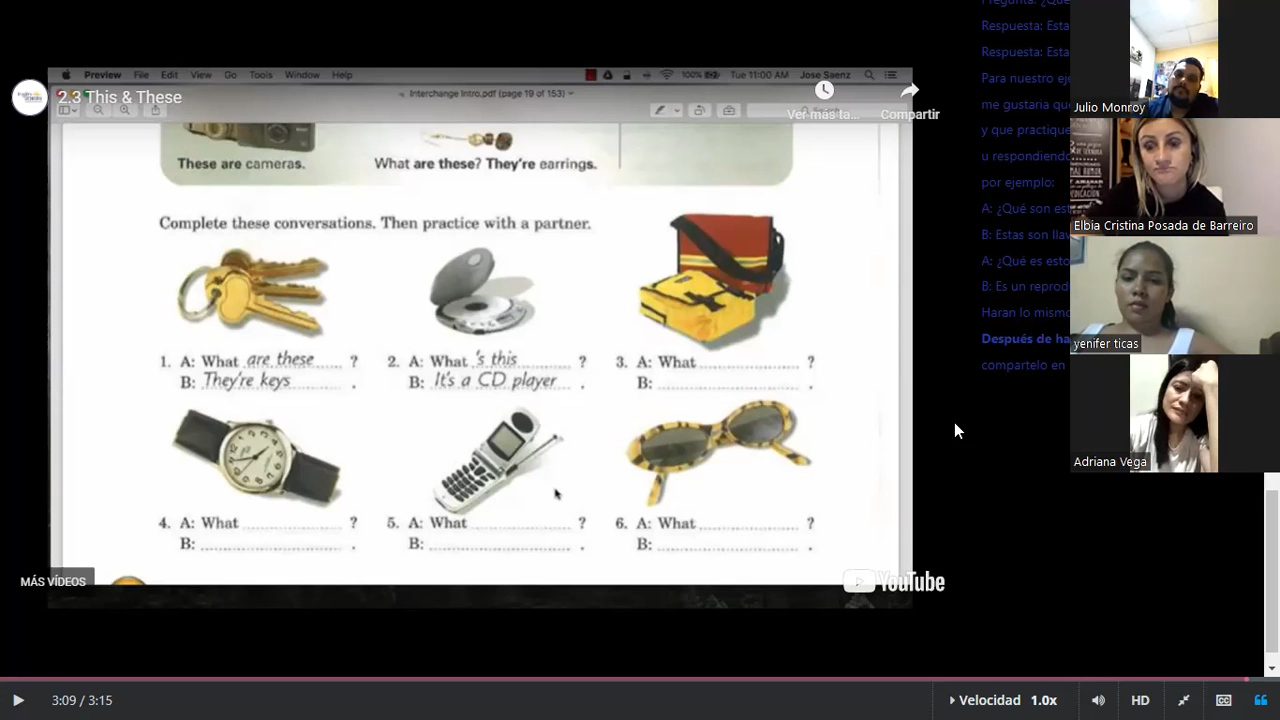 Preview File Edit View Go Tools Window Help
100% Tue 11:00 AM Jose Saenz
2.3 This & These
Interchange Intro.pdf (page 19 of 153)
Ver más ta...
Compartir
These are cameras.
What are these? They're earrings.
Complete these conversations. Then practice with a partner.
1. A: What are these ?
B: They're keys .
2. A: What 's this ?
B: It's a CD player .
3. A: What ?
B: .
4. A: What ?
B: .
5. A: What ?
B: .
6. A: What ?
B: .
MÁS VÍDEOS
YouTube
Respuesta: Esta
Respuesta: Esta
Para nuestro eje
me gustaria qu
y que practique
u respondiend
por ejemplo:
A: ¿Qué son es
B: Estas son lla
A: ¿Qué es esto
B: Es un reprod
Haran lo mismo
Después de ha
compartelo en
Julio Monroy
Elbia Cristina Posada de Barreiro
yenifer ticas
Adriana Vega
3:09 / 3:15
Velocidad 1.0x
HD
CC